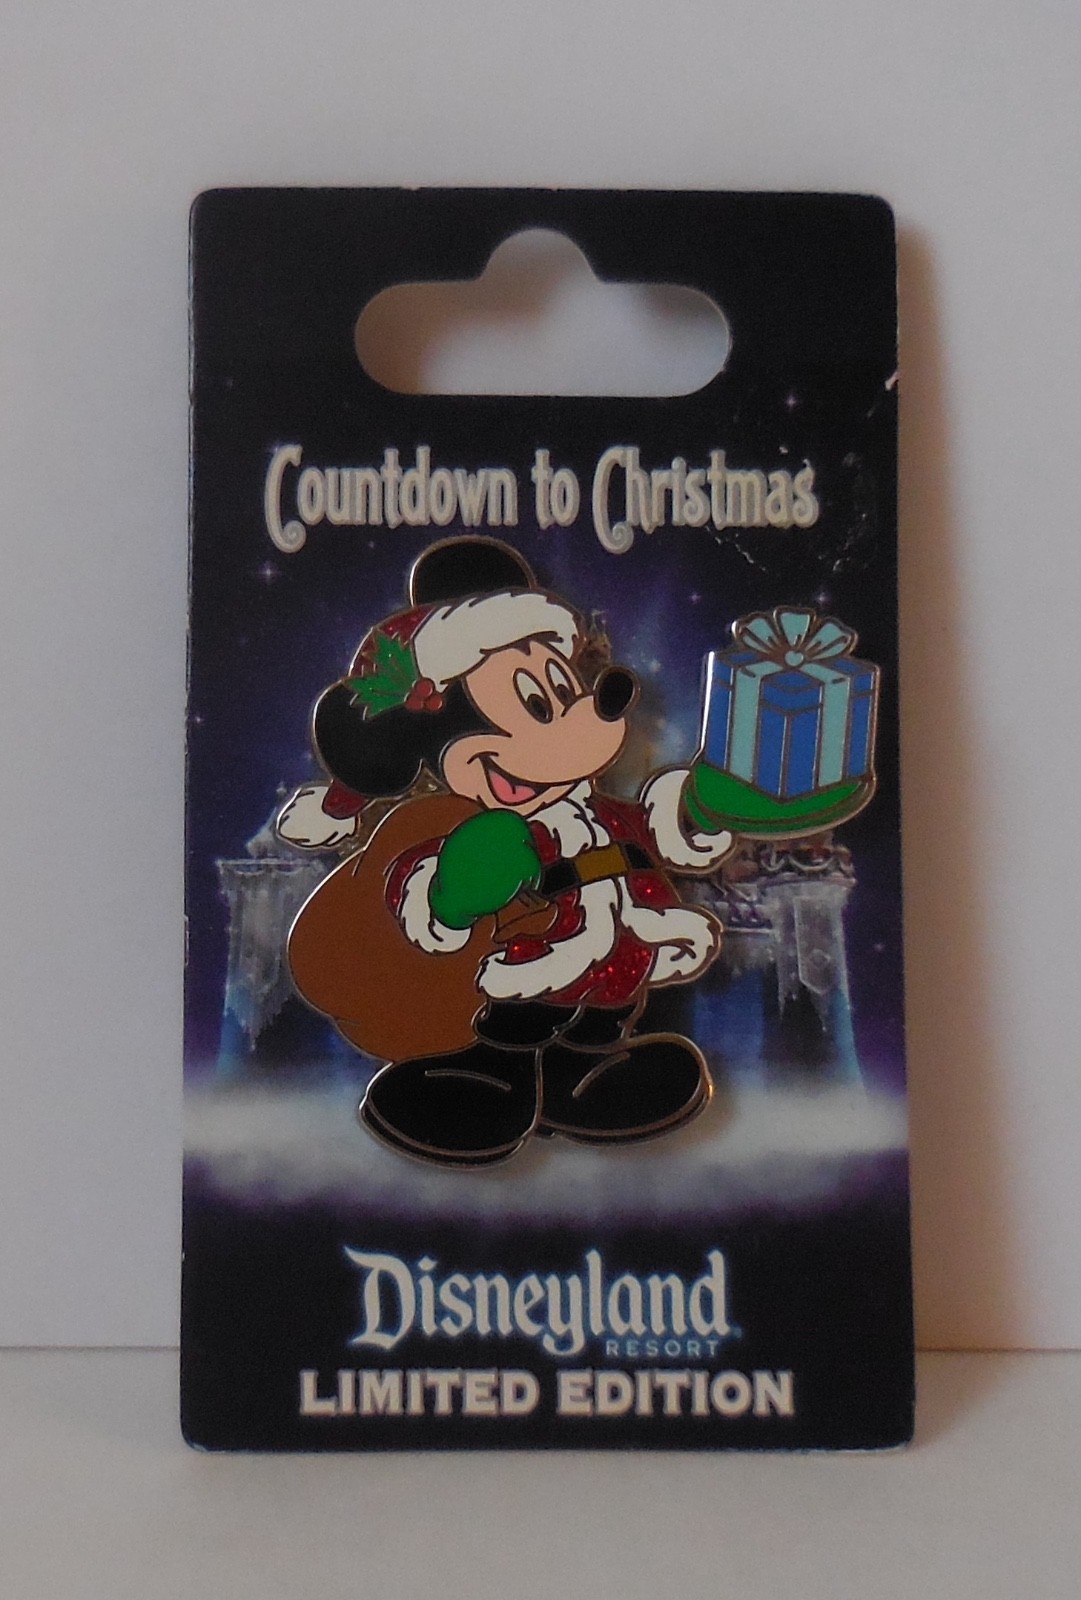 Countdown to Christmas
Disneyland
RESORT
LIMITED EDITION